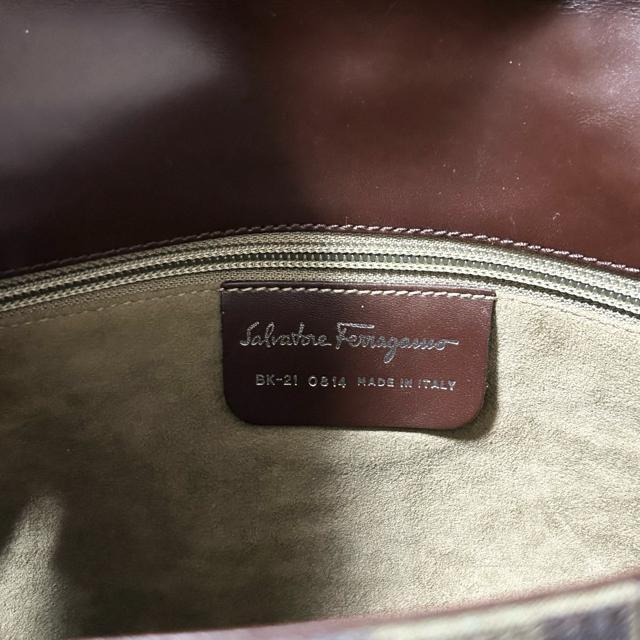 Salvatore Ferragamo
BK-21 0814 MADE IN ITALY